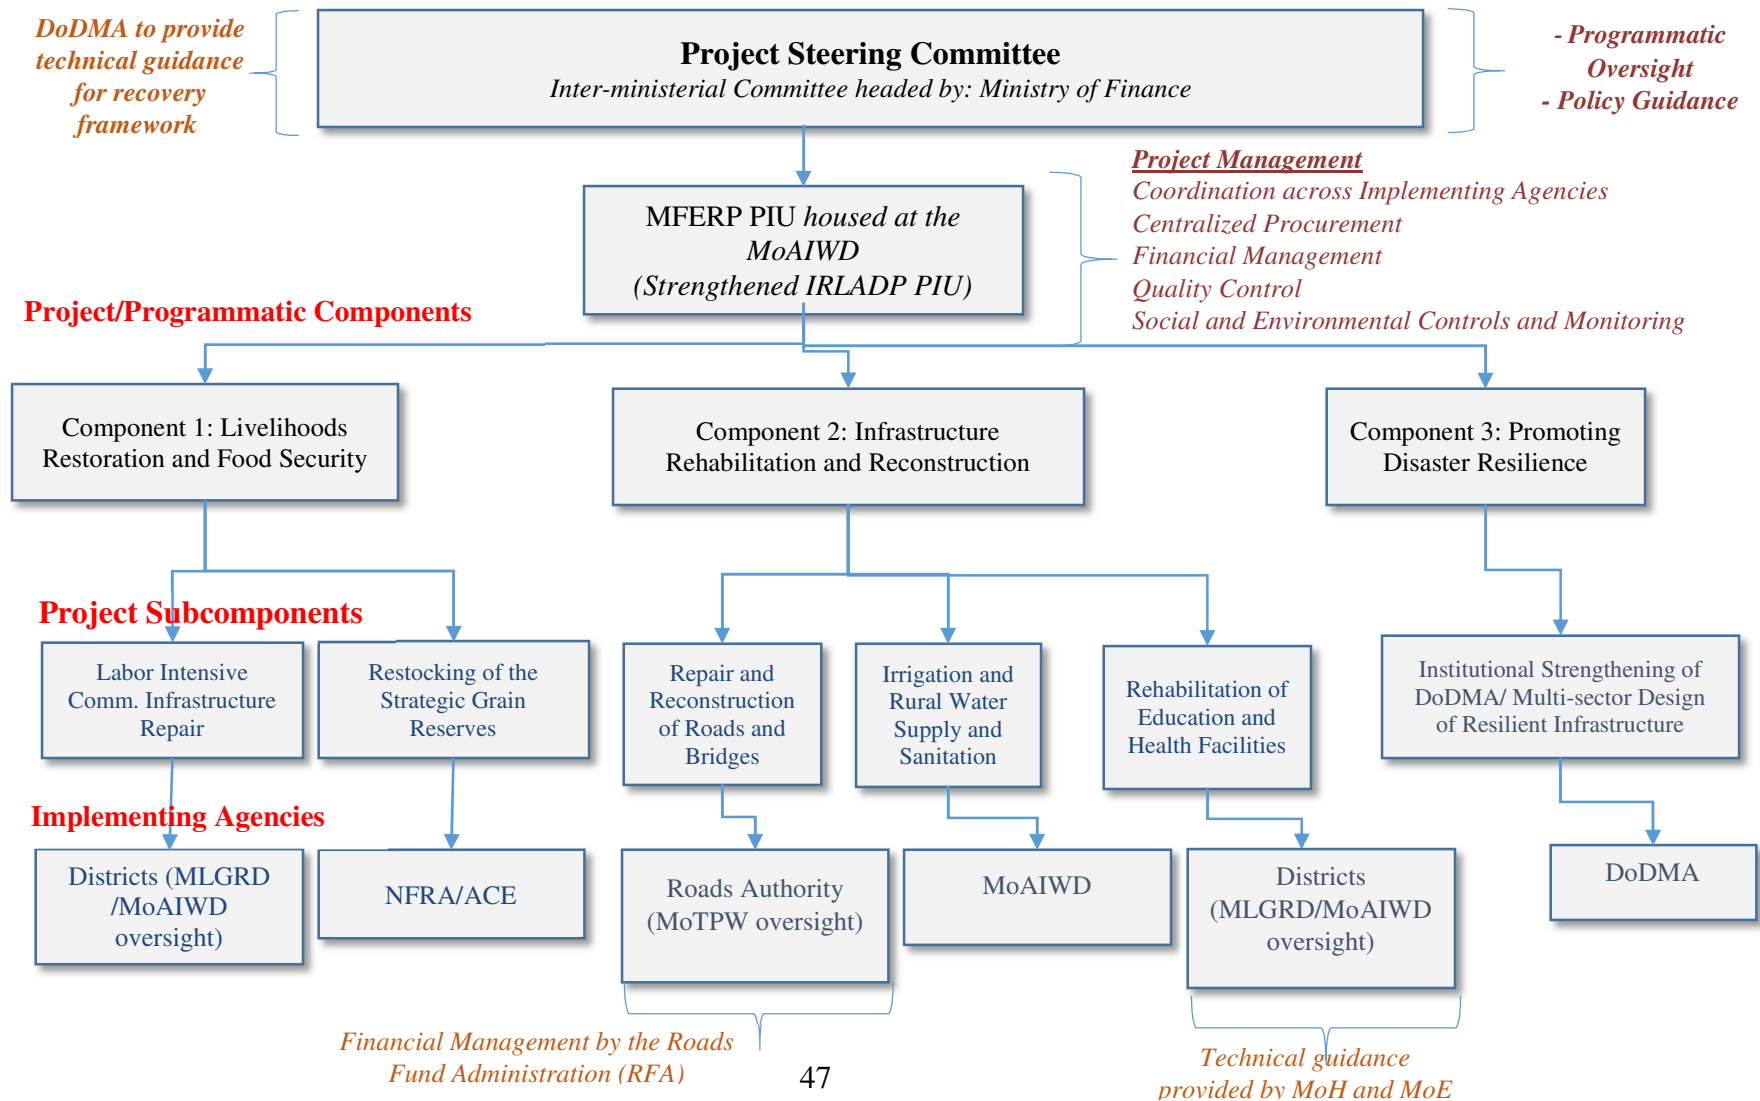 DoDMA to provide
technical guidance
for recovery
framework
Project Steering Committee
Inter-ministerial Committee headed by: Ministry of Finance
- Programmatic
Oversight
- Policy Guidance
MFERP PIU housed at the
MoAIWD
(Strengthened IRLADP PIU)
Project Management
Coordination across Implementing Agencies
Centralized Procurement
Financial Management
Quality Control
Social and Environmental Controls and Monitoring
Project/Programmatic Components
Component 1: Livelihoods
Restoration and Food Security
Component 2: Infrastructure
Rehabilitation and Reconstruction
Component 3: Promoting
Disaster Resilience
Project Subcomponents
Labor Intensive
Comm. Infrastructure
Repair
Restocking of the
Strategic Grain
Reserves
Repair and
Reconstruction
of Roads and
Bridges
Irrigation and
Rural Water
Supply and
Sanitation
Rehabilitation of
Education and
Health Facilities
Institutional Strengthening of
DoDMA/ Multi-sector Design
of Resilient Infrastructure
Implementing Agencies
Districts (MLGRD
/MoAIWD
oversight)
NFRA/ACE
Roads Authority
(MoTPW oversight)
MoAIWD
Districts
(MLGRD/MoAIWD
oversight)
DoDMA
Financial Management by the Roads
Fund Administration (RFA)
Technical guidance
provided by MoH and MoE
47